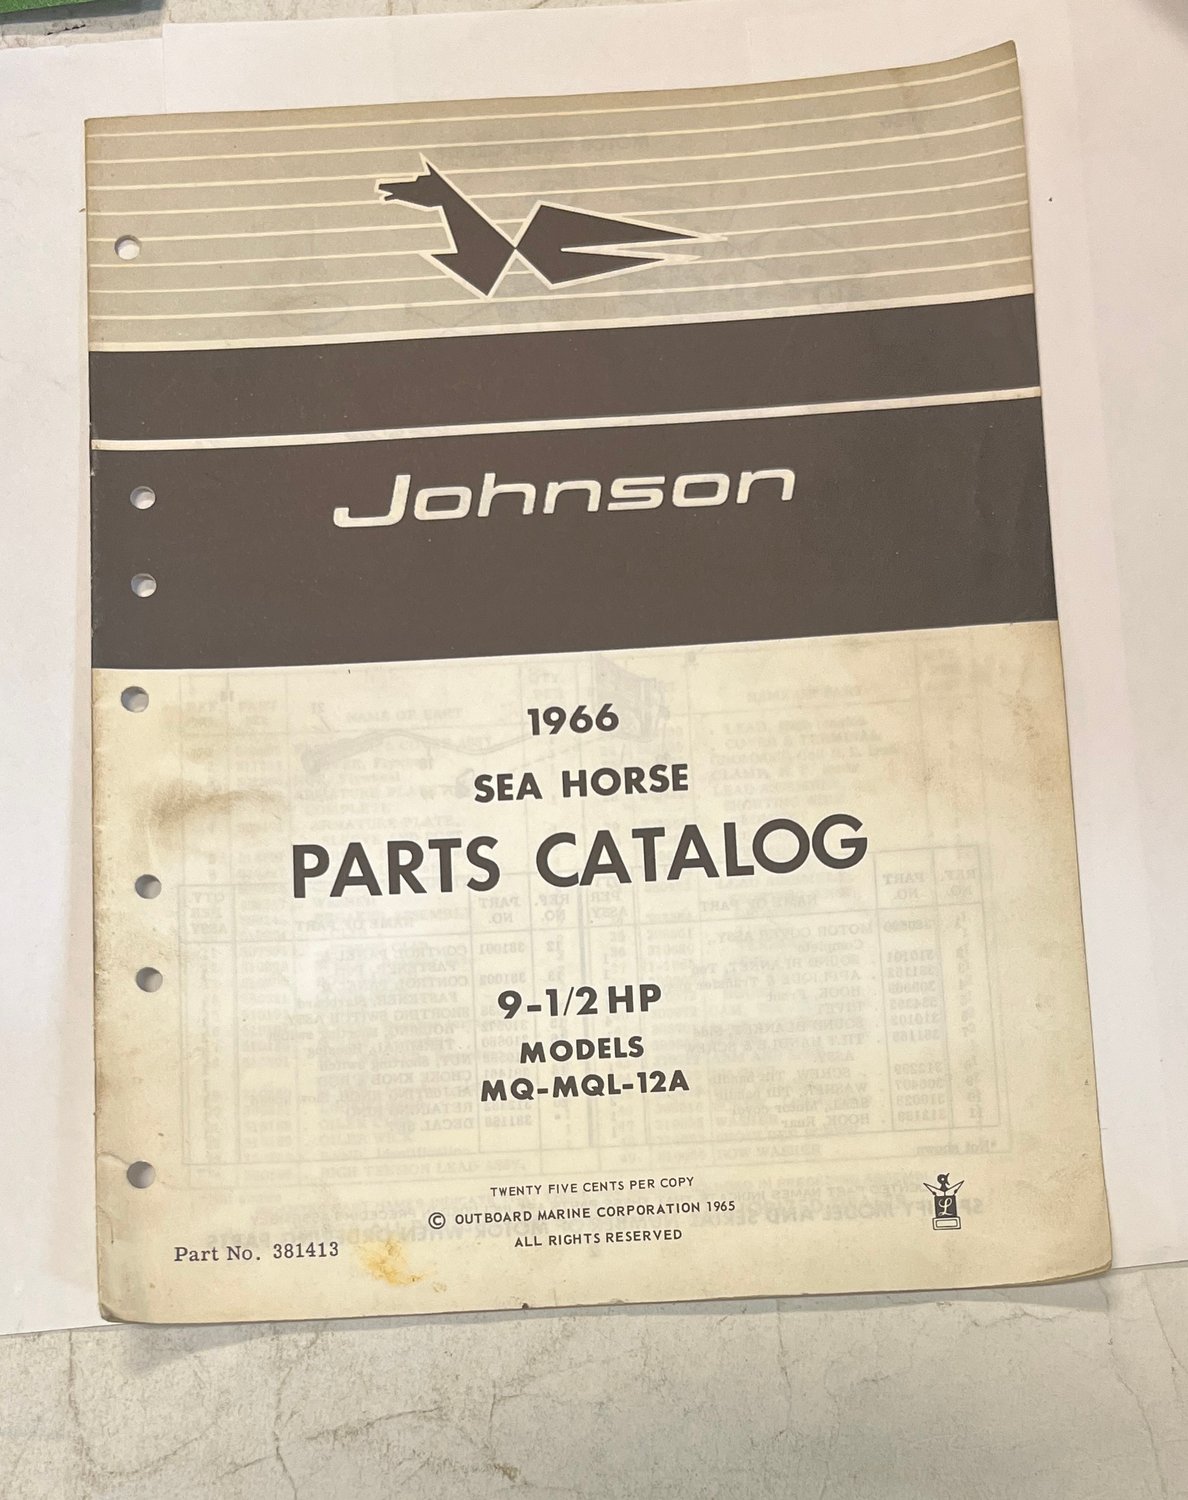 Johnson
1966
SEA HORSE
PARTS CATALOG
9-1/2 HP
MODELS
MQ-MQL-12A
TWENTY FIVE CENTS PER COPY
© OUTBOARD MARINE CORPORATION 1965
ALL RIGHTS RESERVED
Part No. 381413
L